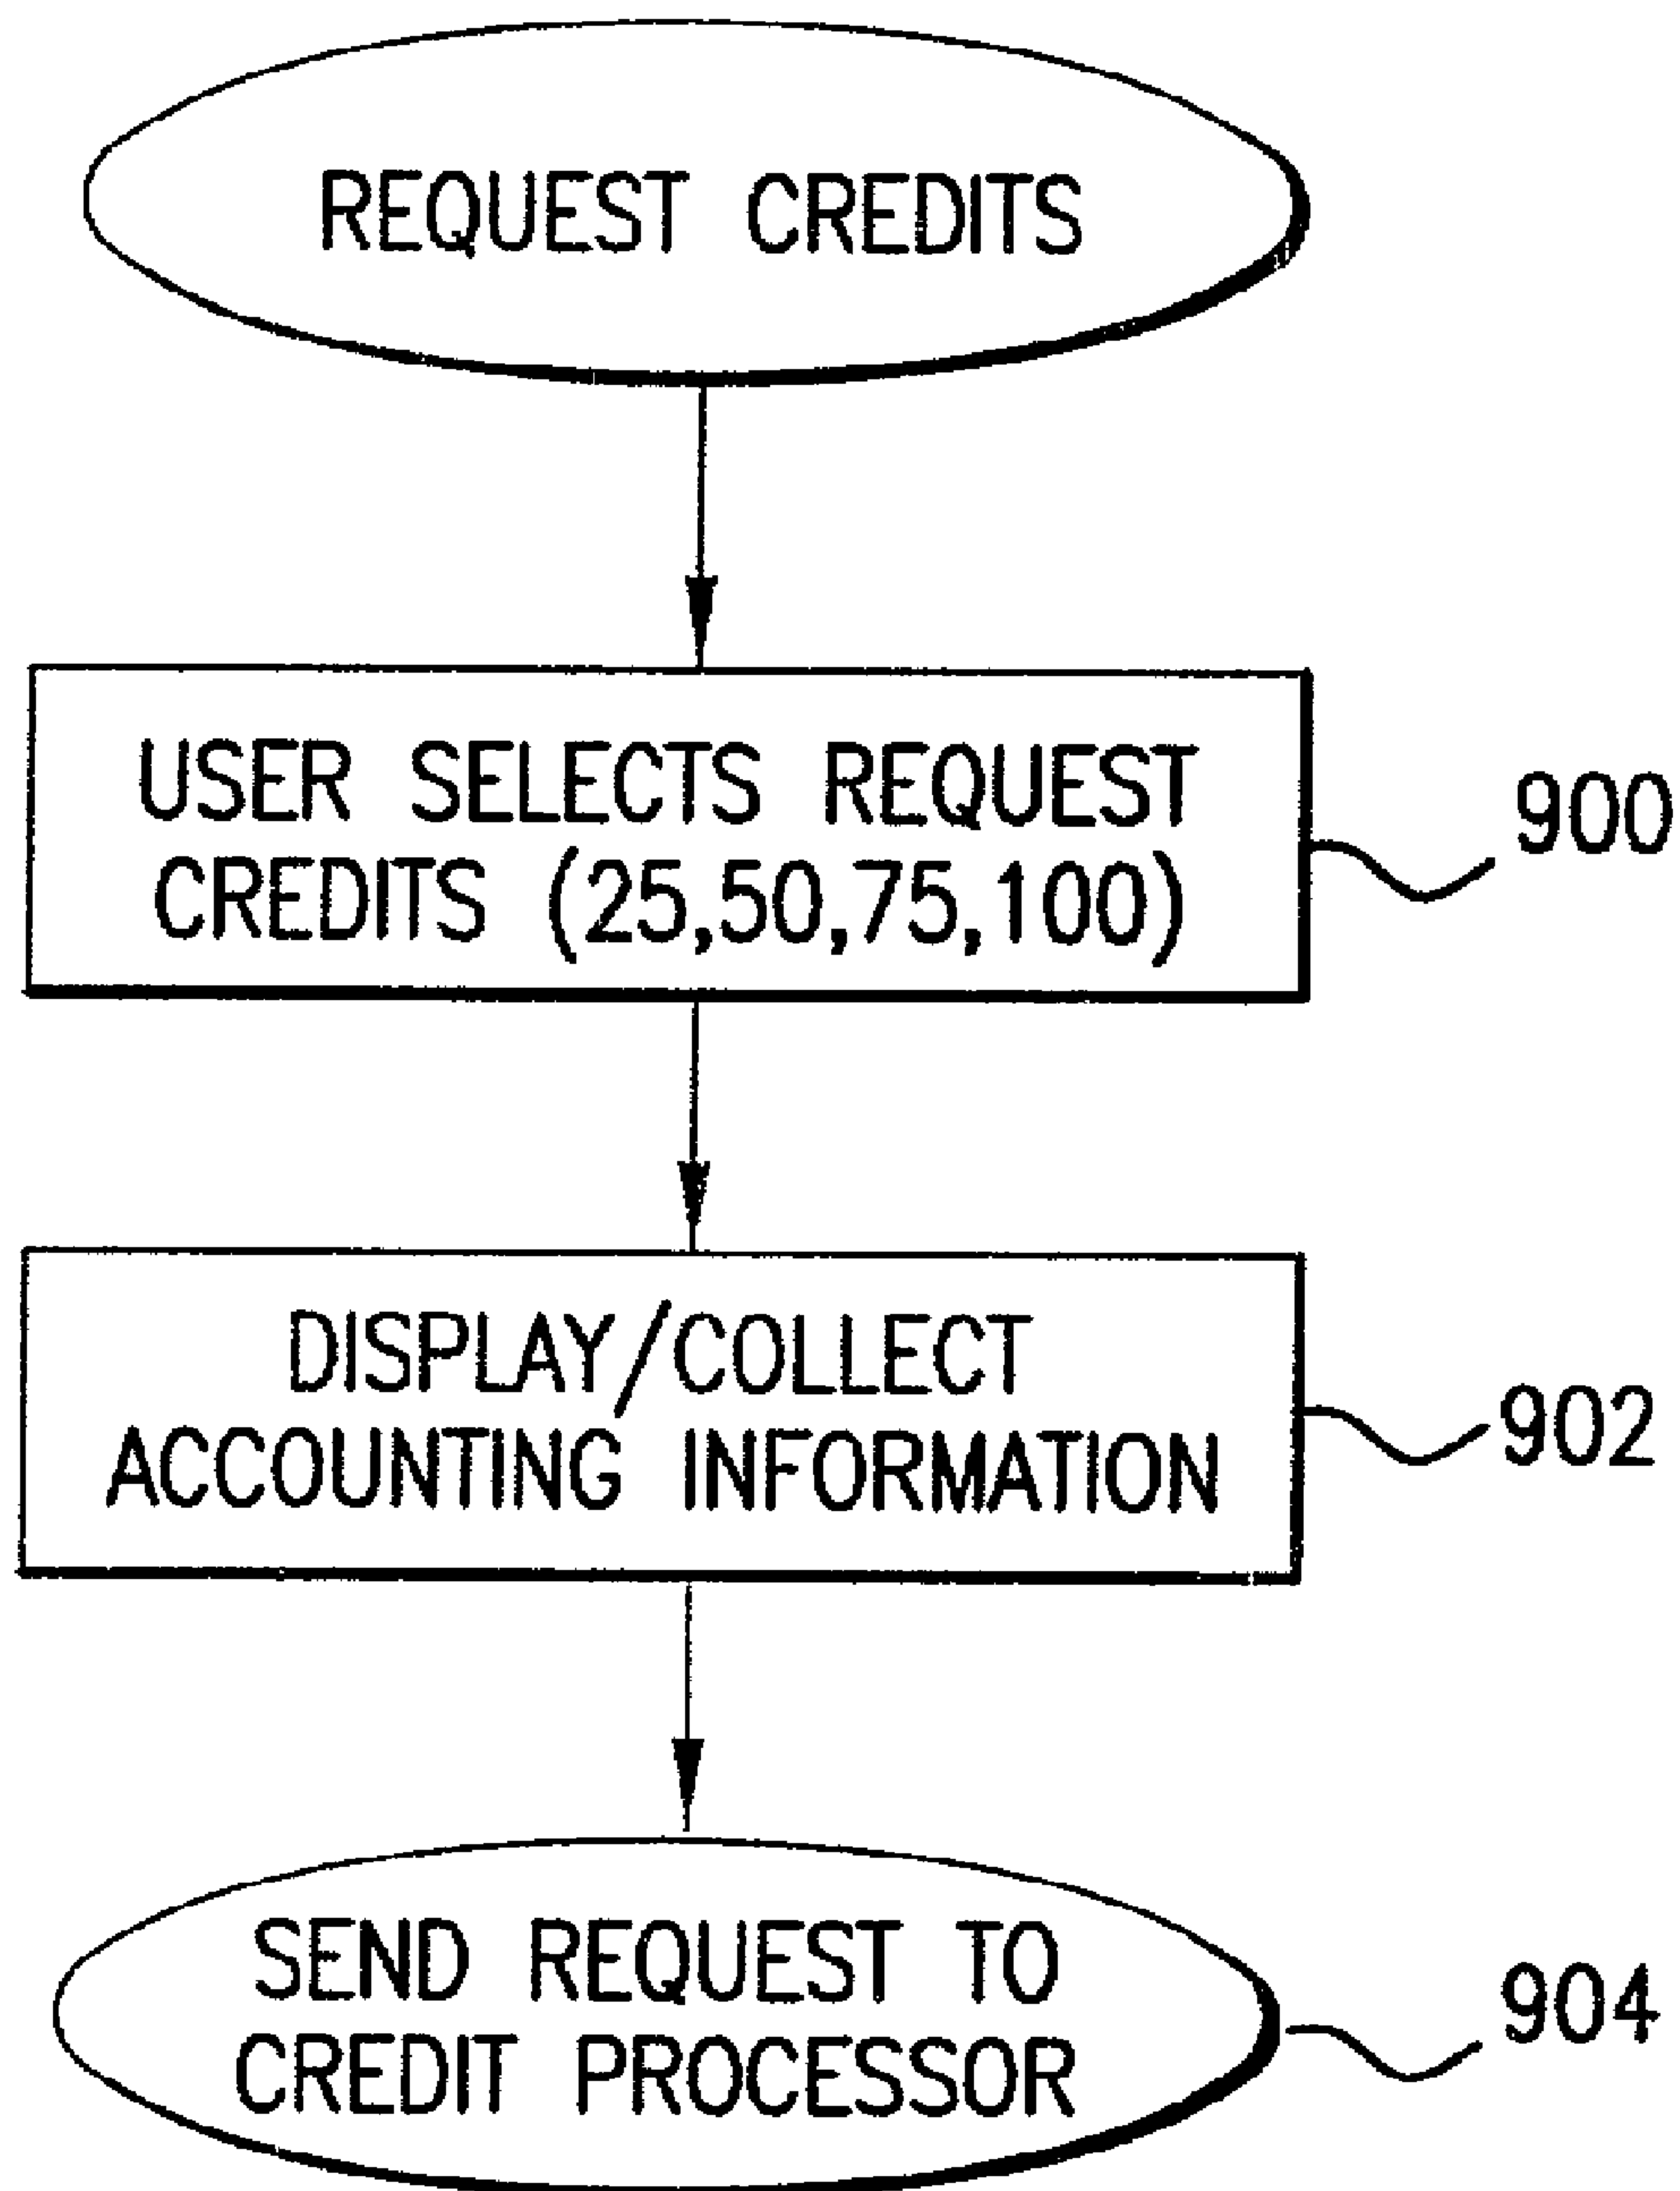 REQUEST CREDITS
USER SELECTS REQUEST
CREDITS (25,50,75,100)
900
DISPLAY/COLLECT
ACCOUNTING INFORMATION
902
SEND REQUEST TO
CREDIT PROCESSOR
904